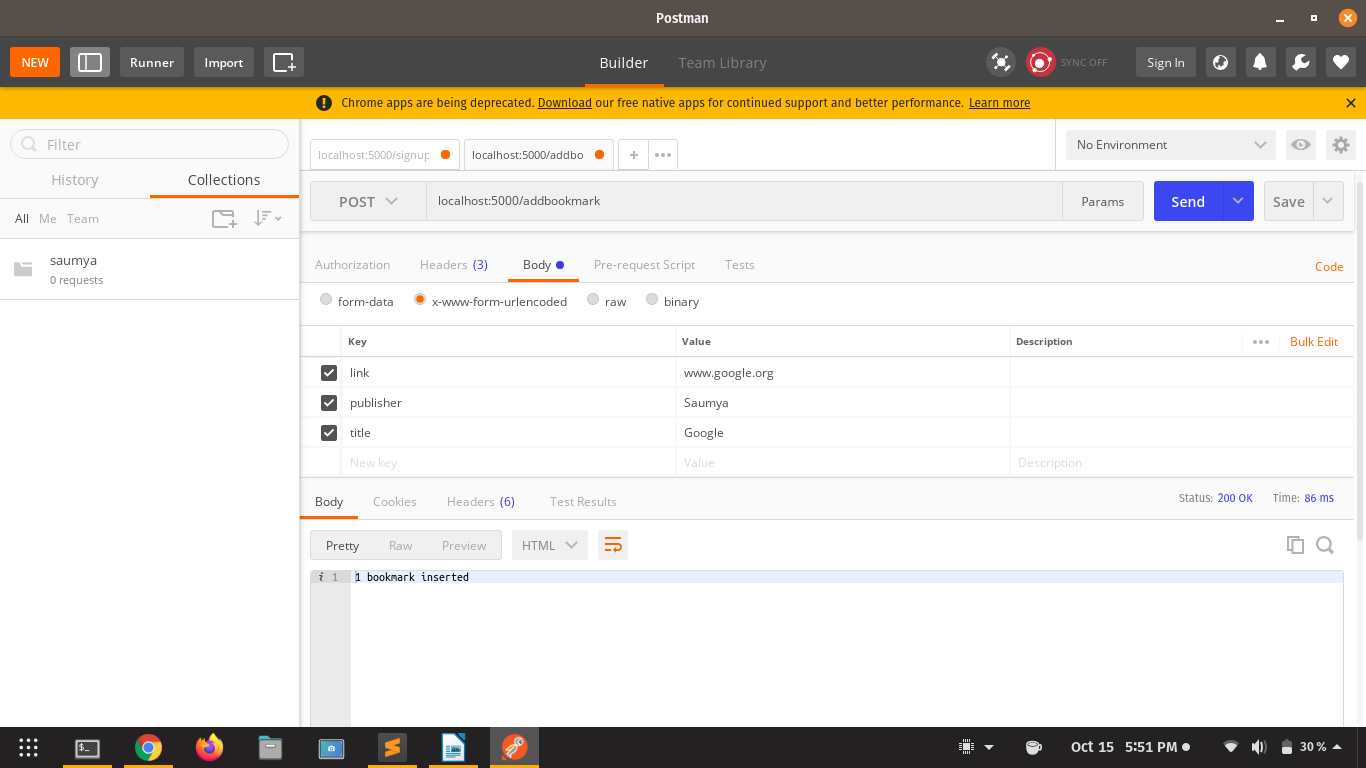 Postman
NEW Runner Import Builder Team Library SYNC OFF Sign In
Chrome apps are being deprecated. Download our free native apps for continued support and better performance. Learn more
Filter
History Collections
All Me Team
saumya
0 requests
localhost:5000/signup localhost:5000/addbo + ••• No Environment
POST localhost:5000/addbookmark Params Send Save
Authorization Headers (3) Body Pre-request Script Tests Code
form-data x-www-form-urlencoded raw binary
Key Value Description ••• Bulk Edit
link www.google.org
publisher Saumya
title Google
New key Value Description
Body Cookies Headers (6) Test Results Status: 200 OK Time: 86 ms
Pretty Raw Preview HTML
i 1 1 bookmark inserted
$_ Oct 15 5:51 PM 30 %